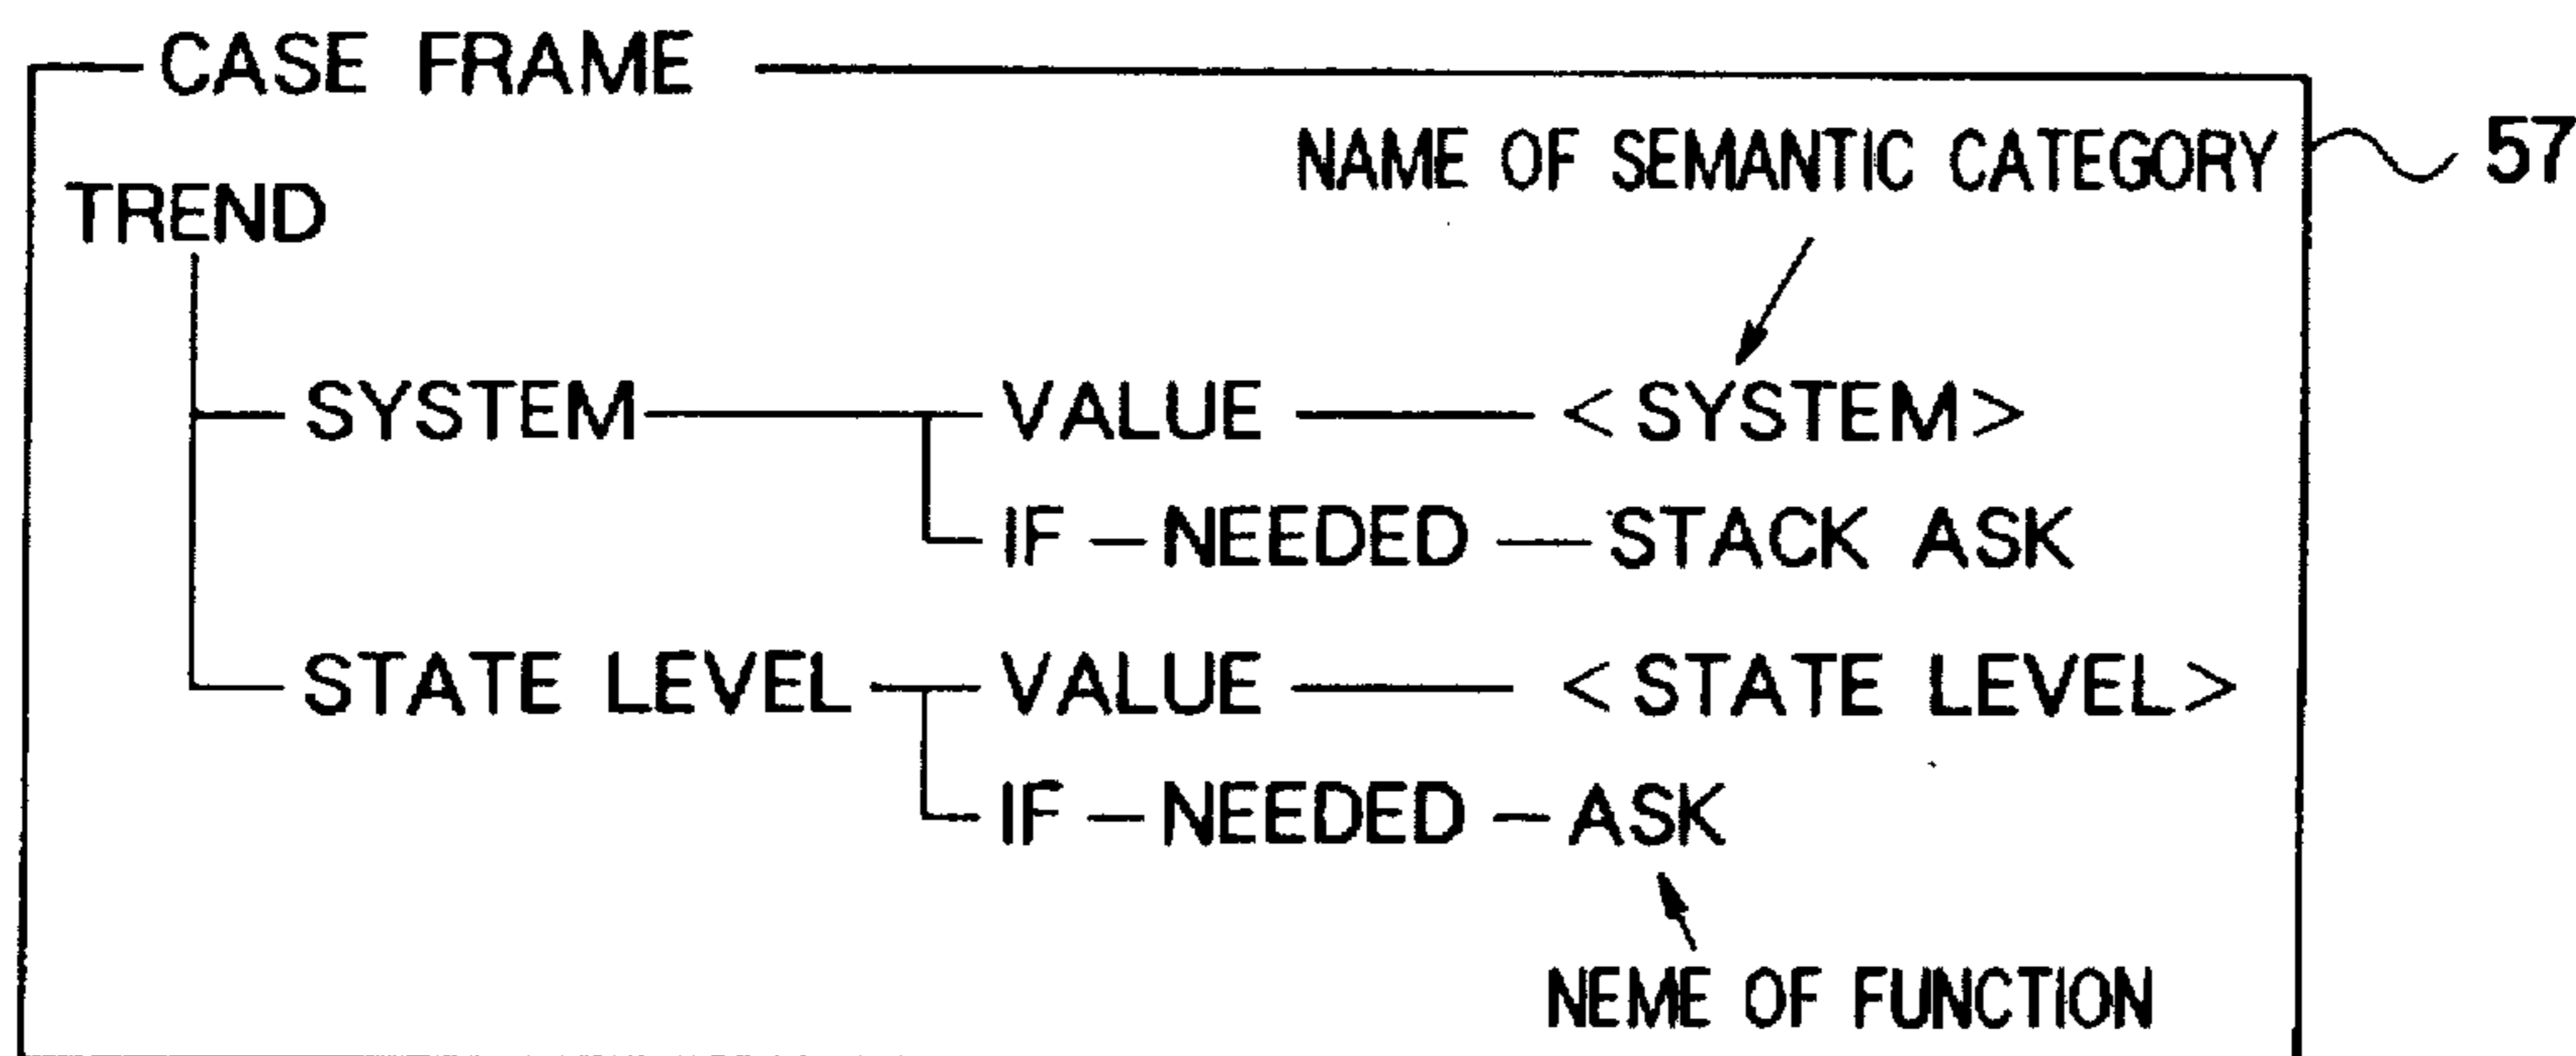 CASE FRAME
NAME OF SEMANTIC CATEGORY 57
TREND
SYSTEM VALUE <SYSTEM>
IF-NEEDED STACK ASK
STATE LEVEL VALUE <STATE LEVEL>
IF-NEEDED ASK
NEME OF FUNCTION